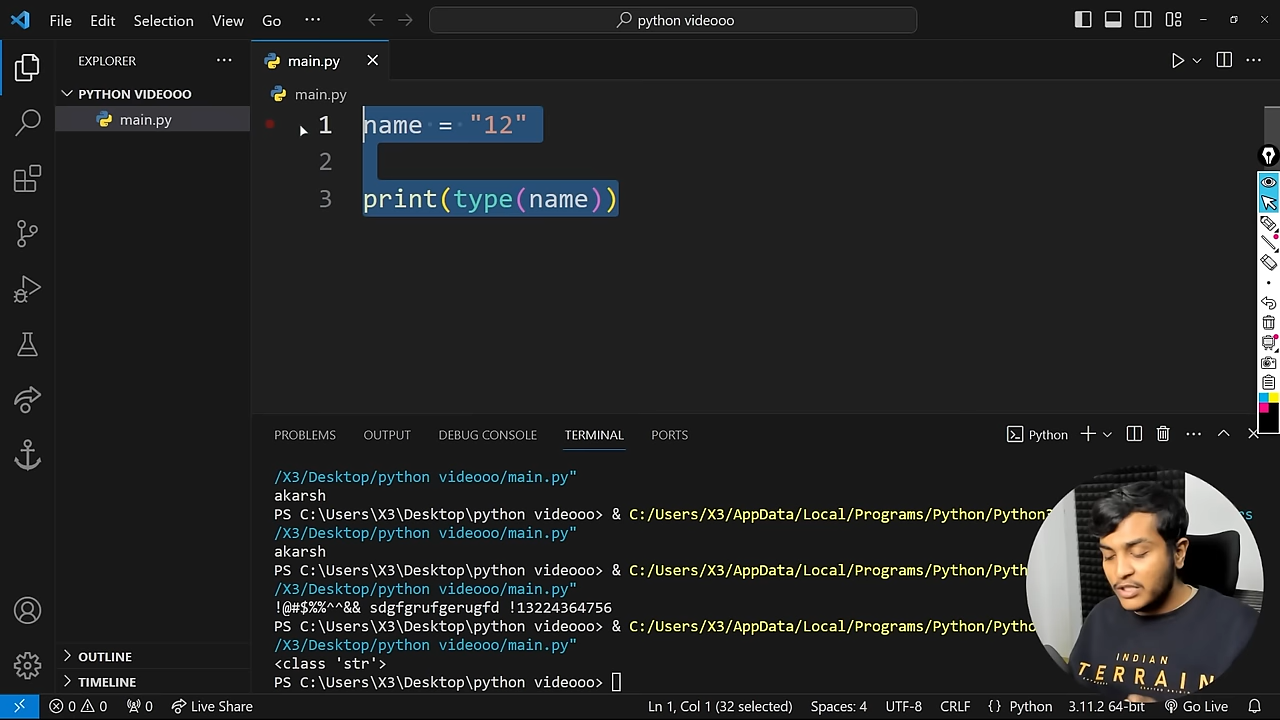 File Edit Selection View Go ··· python videooo
EXPLORER ···
PYTHON VIDEOOO
main.py
OUTLINE
TIMELINE
main.py
main.py
1 name = "12"
2
3 print(type(name))
PROBLEMS OUTPUT DEBUG CONSOLE TERMINAL PORTS Python ···
/X3/Desktop/python videooo/main.py"
akarsh
PS C:\Users\X3\Desktop\python videooo> & C:/Users/X3/AppData/Local/Programs/Python/Python
/X3/Desktop/python videooo/main.py"
akarsh
PS C:\Users\X3\Desktop\python videooo> & C:/Users/X3/AppData/Local/Programs/Python/Pyth
/X3/Desktop/python videooo/main.py"
!@#$%%^^&& sdgfgrufgerugfd !13224364756
PS C:\Users\X3\Desktop\python videooo> & C:/Users/X3/AppData/Local/Programs/Python/Pytho
/X3/Desktop/python videooo/main.py"
<class 'str'>
PS C:\Users\X3\Desktop\python videooo>
INDIAN
TERRAIN
0 0 0 Live Share Ln 1, Col 1 (32 selected) Spaces: 4 UTF-8 CRLF {} Python 3.11.2 64-bit Go Live